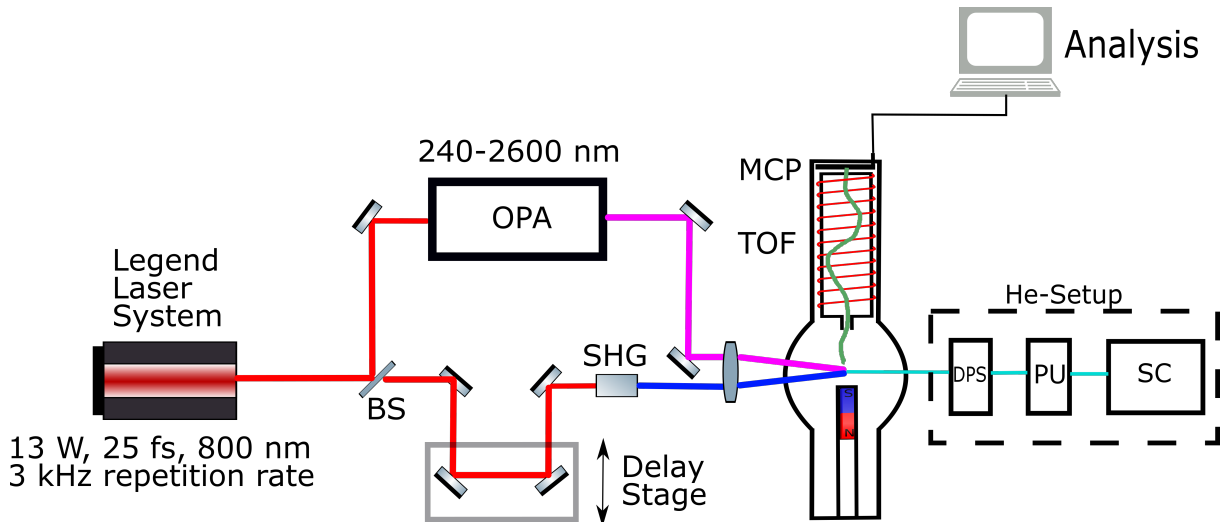 Analysis
240-2600 nm
OPA
MCP
TOF
Legend
Laser
System
He-Setup
SHG
BS
DPS
PU
SC
S
N
13 W, 25 fs, 800 nm
3 kHz repetition rate
Delay
Stage